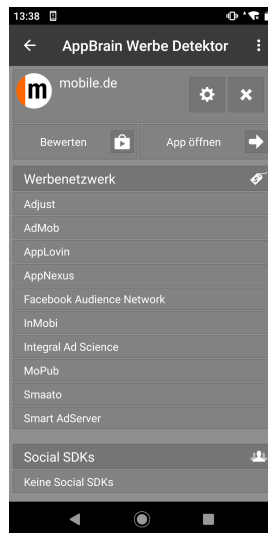 13:38
AppBrain Werbe Detektor
m
mobile.de
Bewerten
App öffnen
Werbenetzwerk
Adjust
AdMob
AppLovin
AppNexus
Facebook Audience Network
InMobi
Integral Ad Science
MoPub
Smaato
Smart AdServer
Social SDKs
Keine Social SDKs